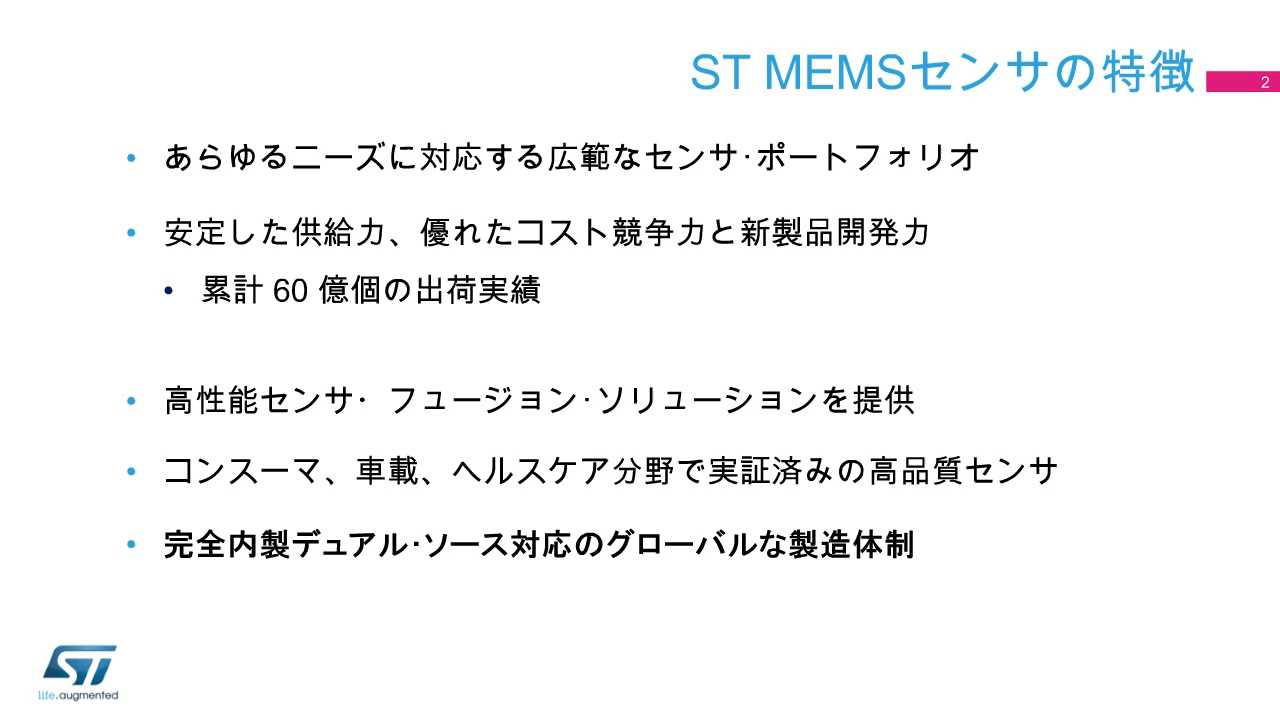 ST MEMSセンサの特徴
2
• あらゆるニーズに対応する広範なセンサ･ポートフォリオ
• 安定した供給力、優れたコスト競争力と新製品開発力
• 累計 60 億個の出荷実績
• 高性能センサ･ フュージョン･ソリューションを提供
• コンスーマ、車載、ヘルスケア分野で実証済みの高品質センサ
• 完全内製デュアル･ソース対応のグローバルな製造体制
ST
life.augmented